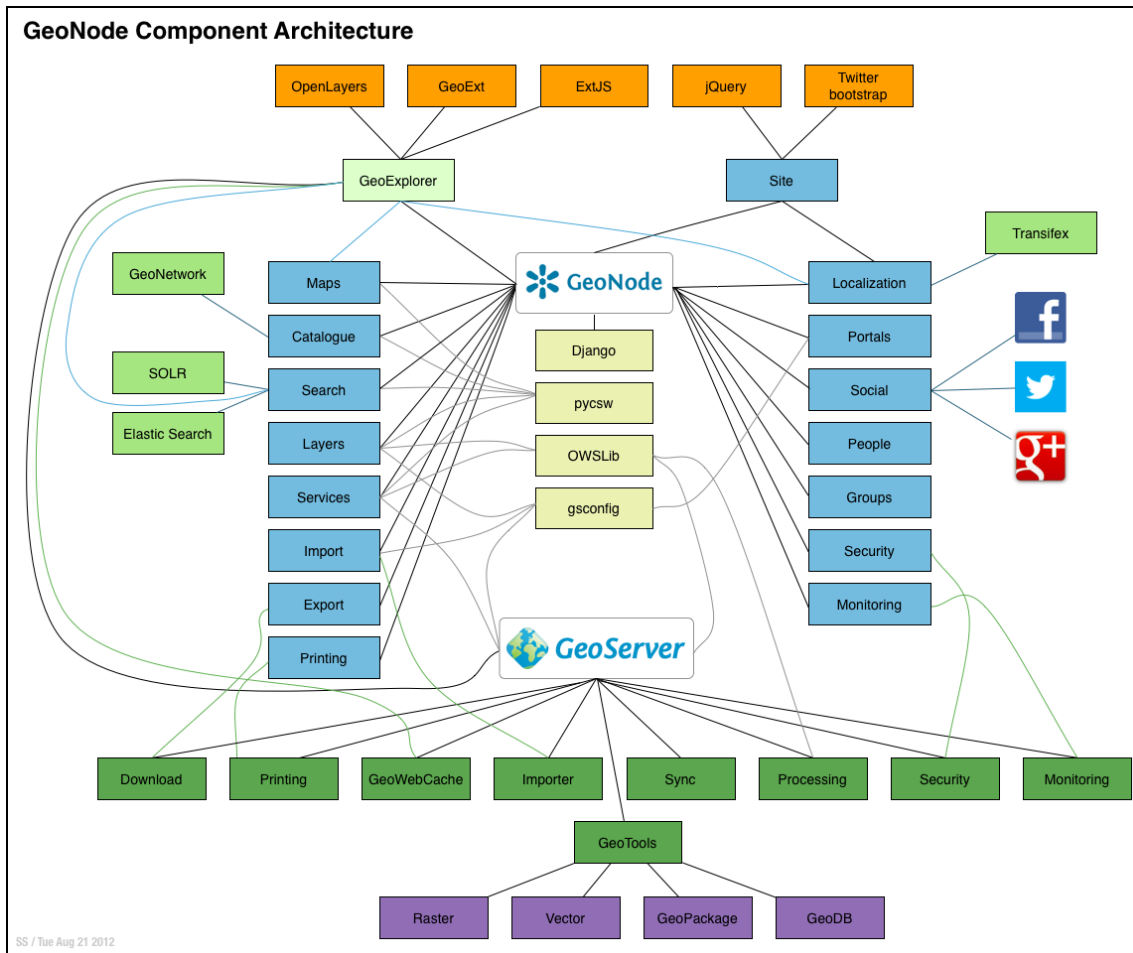 GeoNode Component Architecture
OpenLayers
GeoExt
ExtJS
jQuery
Twitter
bootstrap
GeoExplorer
Site
Transifex
GeoNetwork
Maps
GeoNode
Localization
Catalogue
Django
Portals
SOLR
Search
pycsw
Social
Elastic Search
Layers
OWSLib
People
g+
Services
gsconfig
Groups
Import
Security
Export
Monitoring
Printing
GeoServer
Download
Printing
GeoWebCache
Importer
Sync
Processing
Security
Monitoring
GeoTools
Raster
Vector
GeoPackage
GeoDB
SS / Tue Aug 21 2012